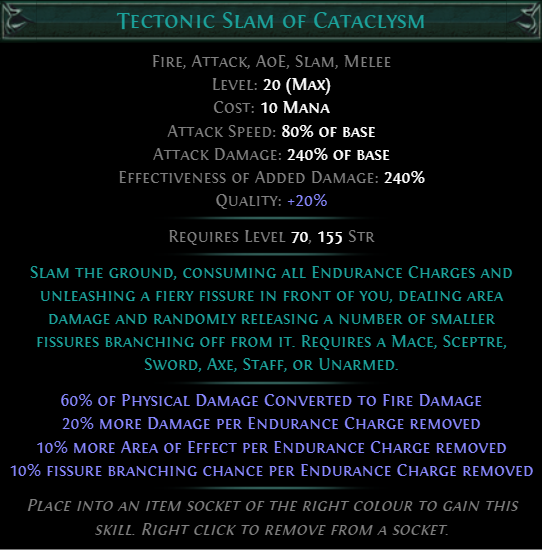 Tectonic Slam of Cataclysm
Fire, Attack, AoE, Slam, Melee
Level: 20 (Max)
Cost: 10 Mana
Attack Speed: 80% of base
Attack Damage: 240% of base
Effectiveness of Added Damage: 240%
Quality: +20%
Requires Level 70, 155 Str
Slam the ground, consuming all Endurance Charges and
unleashing a fiery fissure in front of you, dealing area
damage and randomly releasing a number of smaller
fissures branching off from it. Requires a Mace, Sceptre,
Sword, Axe, Staff, or Unarmed.
60% of Physical Damage Converted to Fire Damage
20% more Damage per Endurance Charge removed
10% more Area of Effect per Endurance Charge removed
10% fissure branching chance per Endurance Charge removed
Place into an item socket of the right colour to gain this
skill. Right click to remove from a socket.